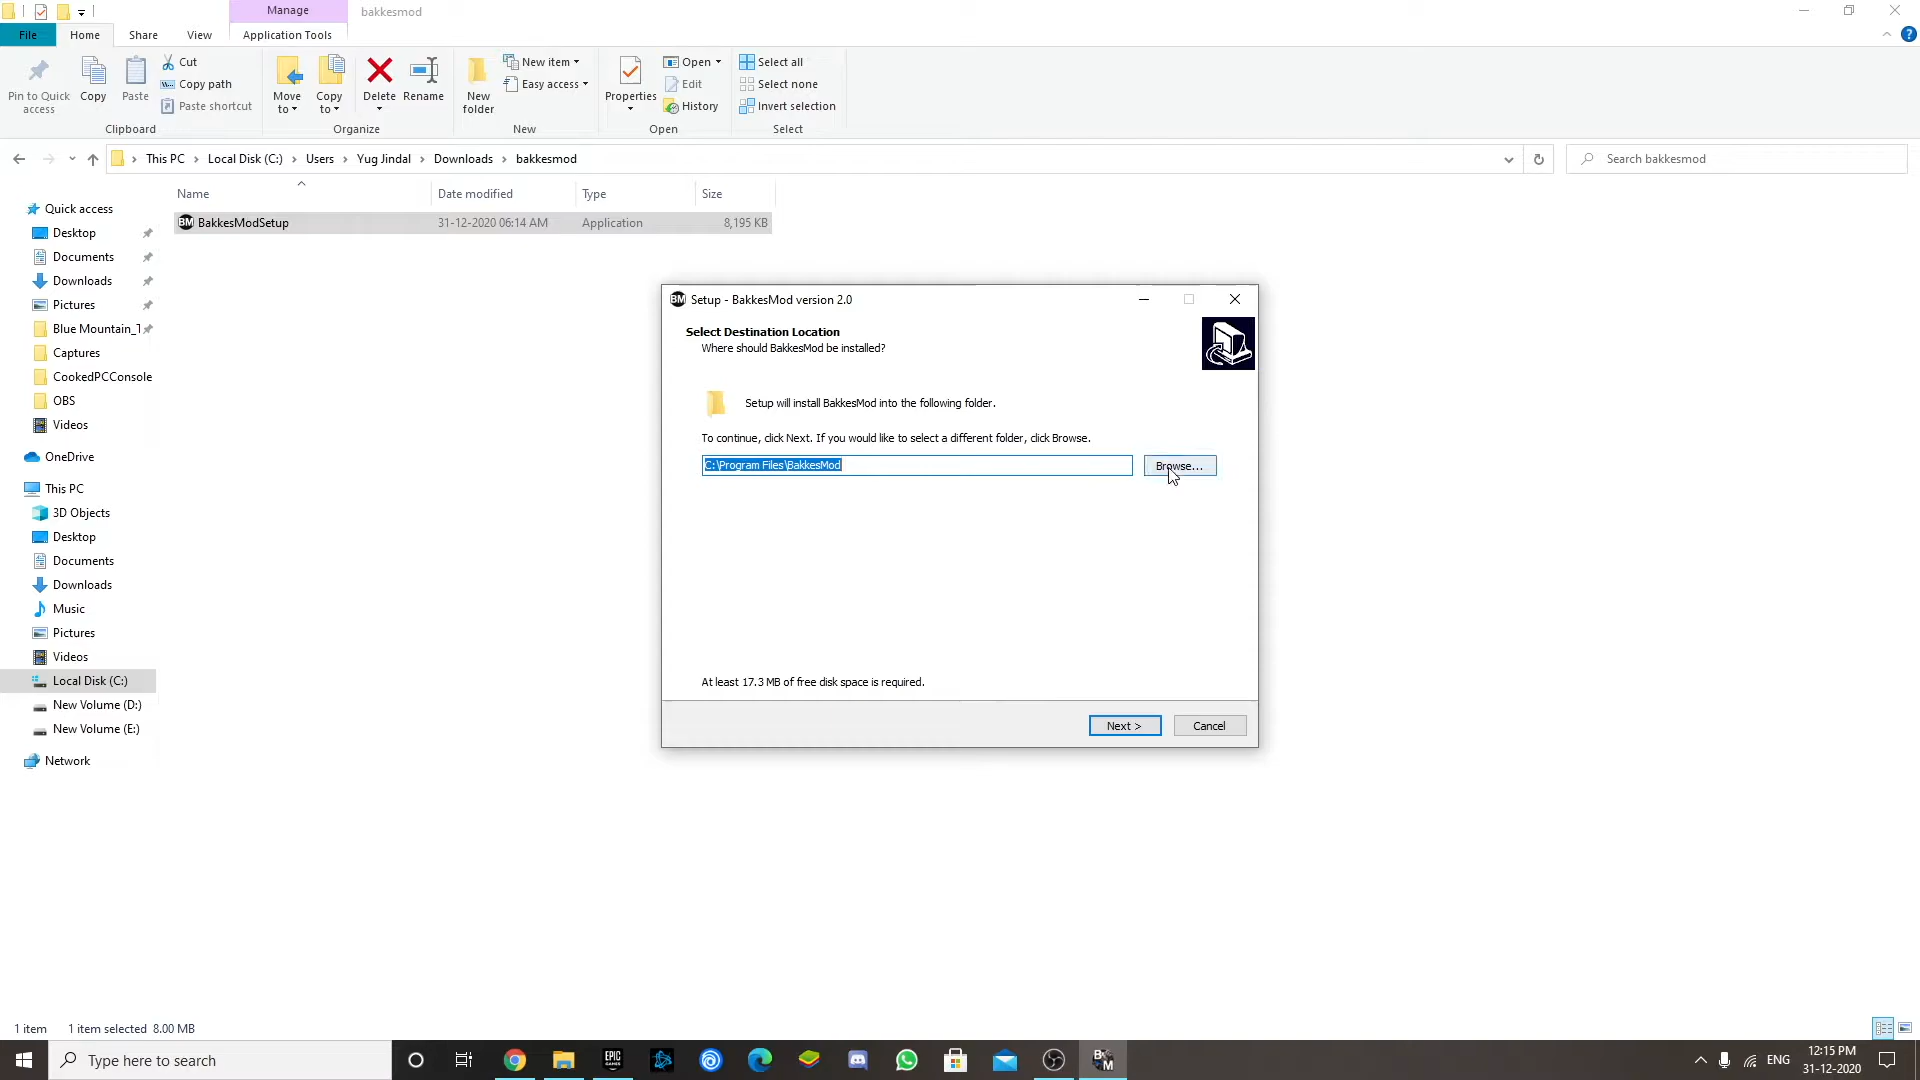 Manage
bakkesmod
File
Home
Share
View
Application Tools
Pin to Quick access
Copy
Paste
Cut
Copy path
Paste shortcut
Clipboard
Move to
Copy to
Delete
Rename
Organize
New folder
New item
Easy access
New
Properties
Open
Edit
History
Open
Select all
Select none
Invert selection
Select
This PC > Local Disk (C:) > Users > Yug Jindal > Downloads > bakkesmod
Search bakkesmod
Name
Date modified
Type
Size
BM BakkesModSetup 31-12-2020 06:14 AM Application 8,195 KB
Quick access
Desktop
Documents
Downloads
Pictures
Blue Mountain_T
Captures
CookedPCConsole
OBS
Videos
OneDrive
This PC
3D Objects
Desktop
Documents
Downloads
Music
Pictures
Videos
Local Disk (C:)
New Volume (D:)
New Volume (E:)
Network
BM Setup - BakkesMod version 2.0
Select Destination Location
Where should BakkesMod be installed?
Setup will install BakkesMod into the following folder.
To continue, click Next. If you would like to select a different folder, click Browse.
C:\Program Files\BakkesMod
Browse...
At least 17.3 MB of free disk space is required.
Next >
Cancel
1 item
1 item selected 8.00 MB
Type here to search
EPIC GAMES
ENG
12:15 PM
31-12-2020